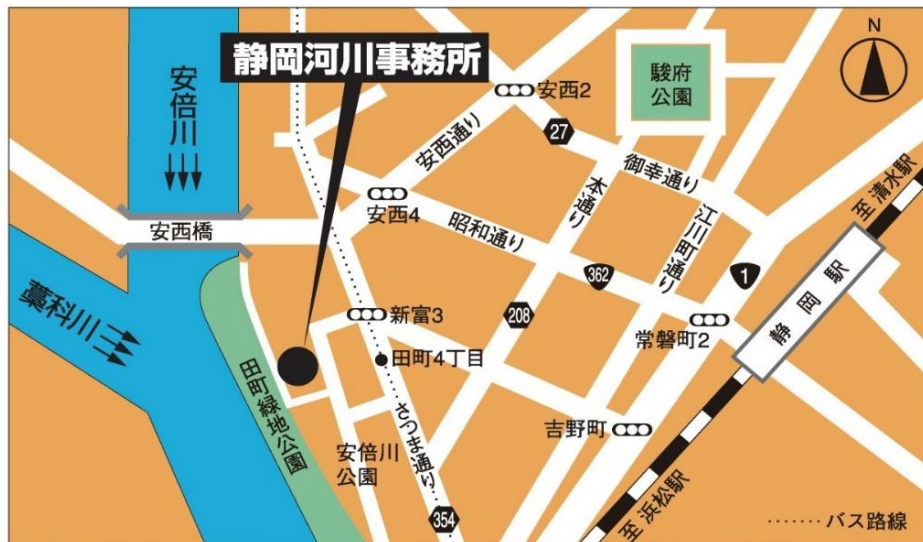 静岡河川事務所
N
安倍川
安西2
駿府
公園
27
安西通り
御幸通り
本通り
至 清水駅
安西4
昭和通り
江川町通り
安西橋
362
1
静岡駅
藁科川
新富3
208
常磐町2
田町4丁目
田町緑地公園
さつま通り
吉野町
安倍川
公園
354
至 浜松駅
バス路線